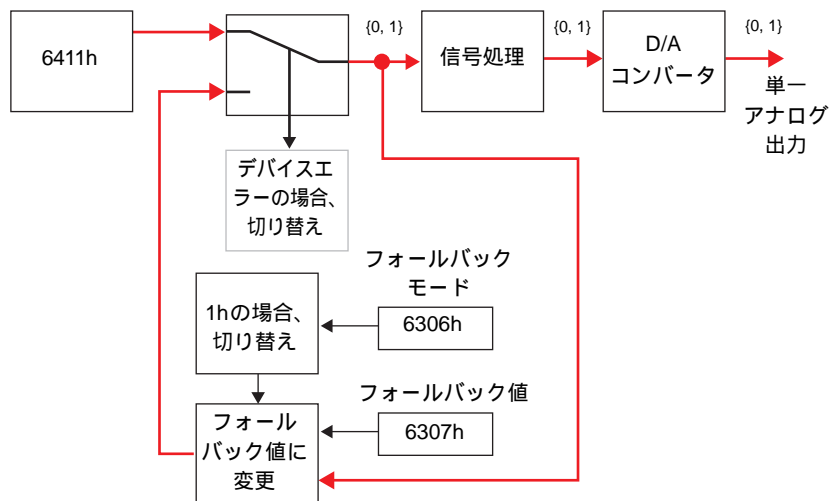 6411h
{0, 1}
信号処理
{0, 1}
D/A
コンバータ
{0, 1}
単一
アナログ
出力
デバイスエ
ラーの場合、
切り替え
フォールバック
モード
1hの場合、
切り替え
6306h
フォールバック値
フォール
バック値に
変更
6307h